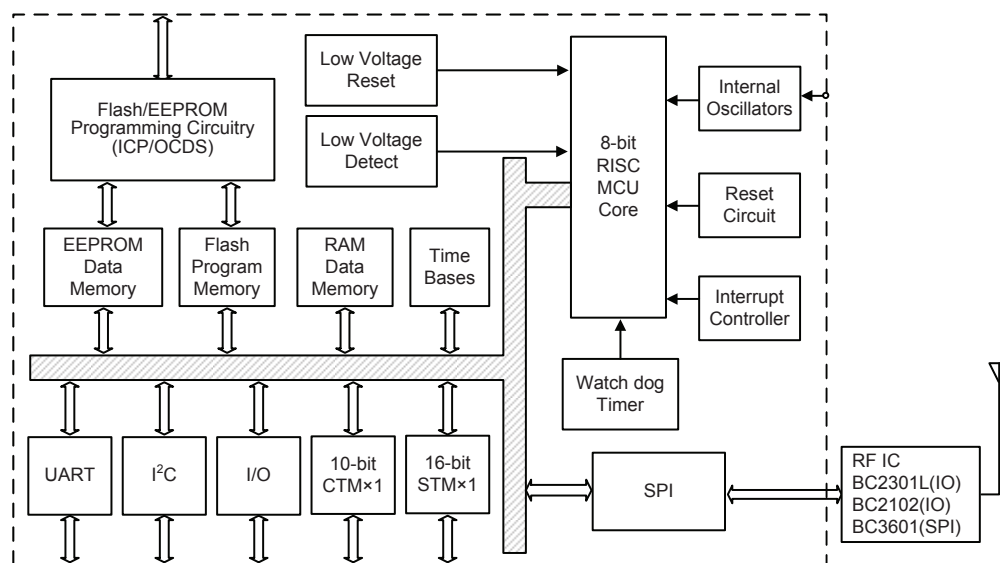 Low Voltage
Reset
Flash/EEPROM
Programming Circuitry
(ICP/OCDS)
Low Voltage
Detect
8-bit
RISC
MCU
Core
Internal
Oscillators
Reset
Circuit
EEPROM
Data
Memory
Flash
Program
Memory
RAM
Data
Memory
Time
Bases
Interrupt
Controller
Watch dog
Timer
UART
I²C
I/O
10-bit
CTM×1
16-bit
STM×1
SPI
RF IC
BC2301L(IO)
BC2102(IO)
BC3601(SPI)